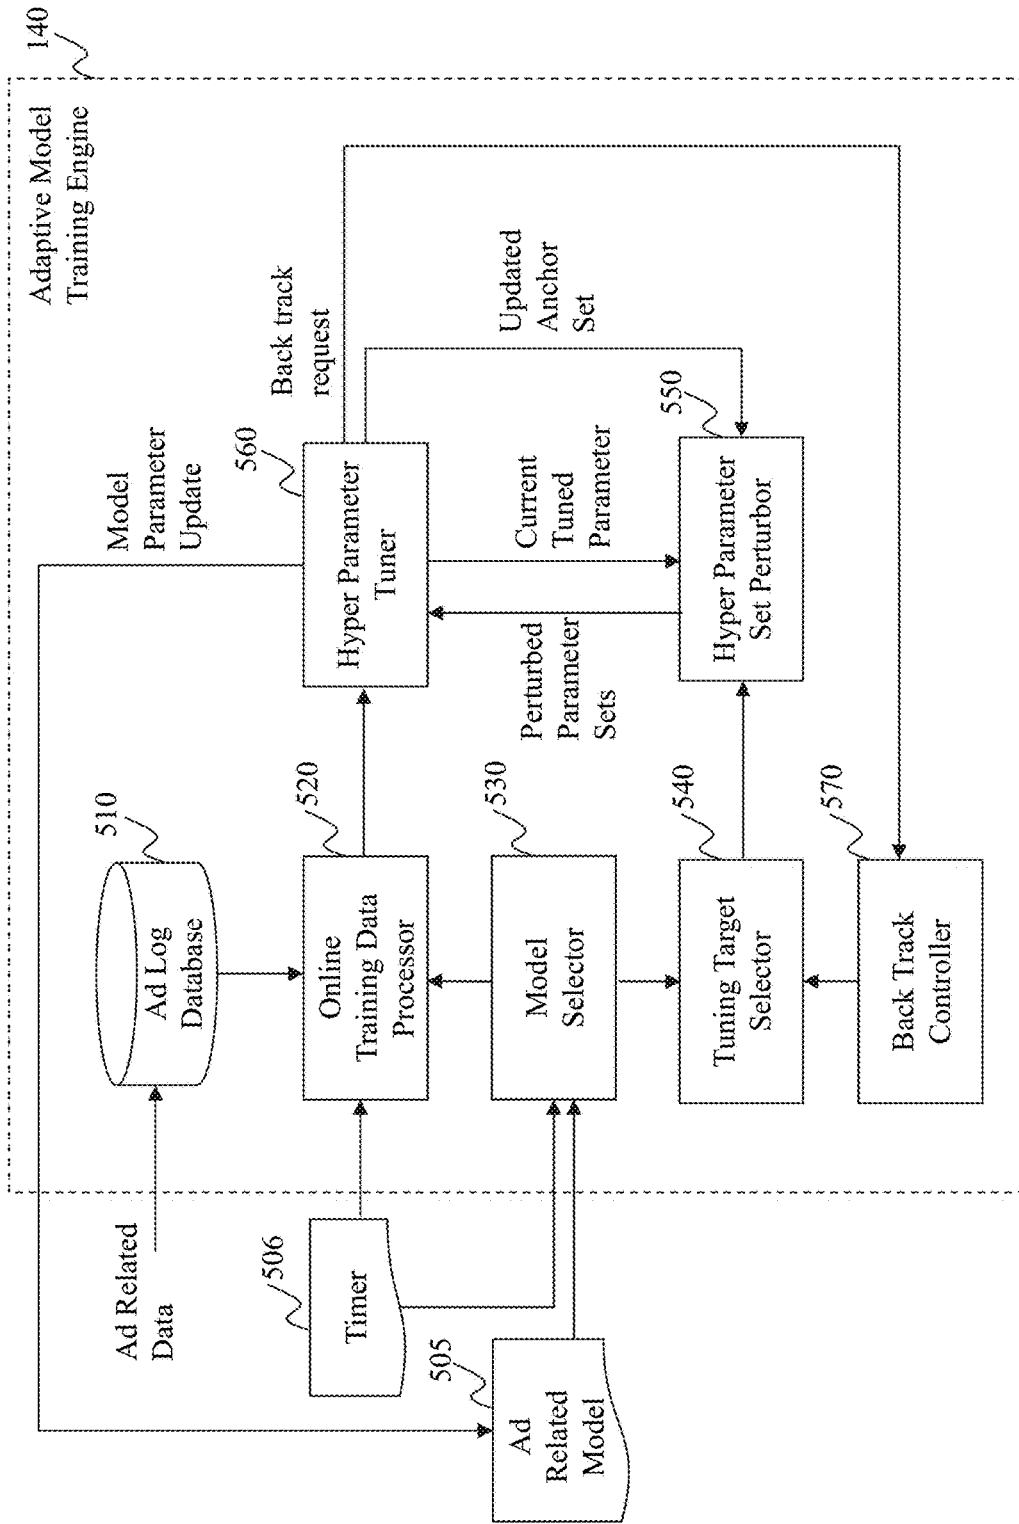 140
Adaptive Model
Training Engine
Ad Related
Data
510
Ad Log
Database
Model
Parameter
Update
506
Timer
520
Online
Training Data
Processor
560
Hyper Parameter
Tuner
Back track
request
505
Ad
Related
Model
530
Model
Selector
Perturbed
Parameter
Sets
Current
Tuned
Parameter
Updated
Anchor
Set
540
Tuning Target
Selector
550
Hyper Parameter
Set Perturbor
570
Back Track
Controller